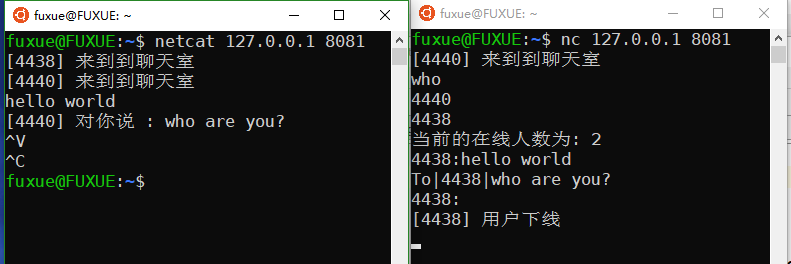 fuxue@FUXUE: ~
fuxue@FUXUE:~$ netcat 127.0.0.1 8081
[4438] 来到到聊天室
[4440] 来到到聊天室
hello world
[4440] 对你说 : who are you?
^V
^C
fuxue@FUXUE:~$
fuxue@FUXUE: ~
fuxue@FUXUE:~$ nc 127.0.0.1 8081
[4440] 来到到聊天室
who
4440
4438
当前的在线人数为: 2
4438:hello world
To|4438|who are you?
4438:
[4438] 用户下线